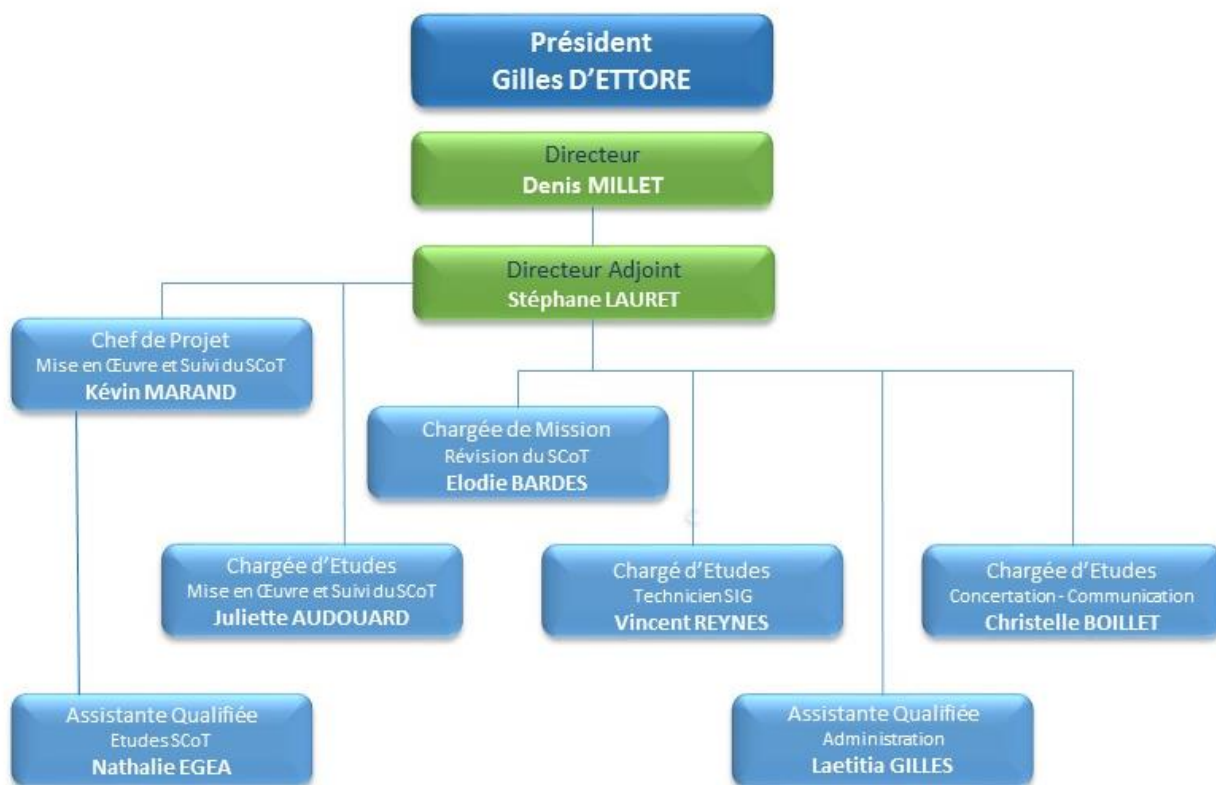 Président
Gilles D'ETTORE
Directeur
Denis MILLET
Directeur Adjoint
Stéphane LAURET
Chef de Projet
Mise en Œuvre et Suivi du SCoT
Kévin MARAND
Chargée de Mission
Révision du SCoT
Elodie BARDES
Chargée d'Etudes
Mise en Œuvre et Suivi du SCoT
Juliette AUDOUARD
Chargé d'Etudes
Technicien SIG
Vincent REYNES
Chargée d'Etudes
Concertation - Communication
Christelle BOILLET
Assistante Qualifiée
Etudes SCoT
Nathalie EGEA
Assistante Qualifiée
Administration
Laetitia GILLES